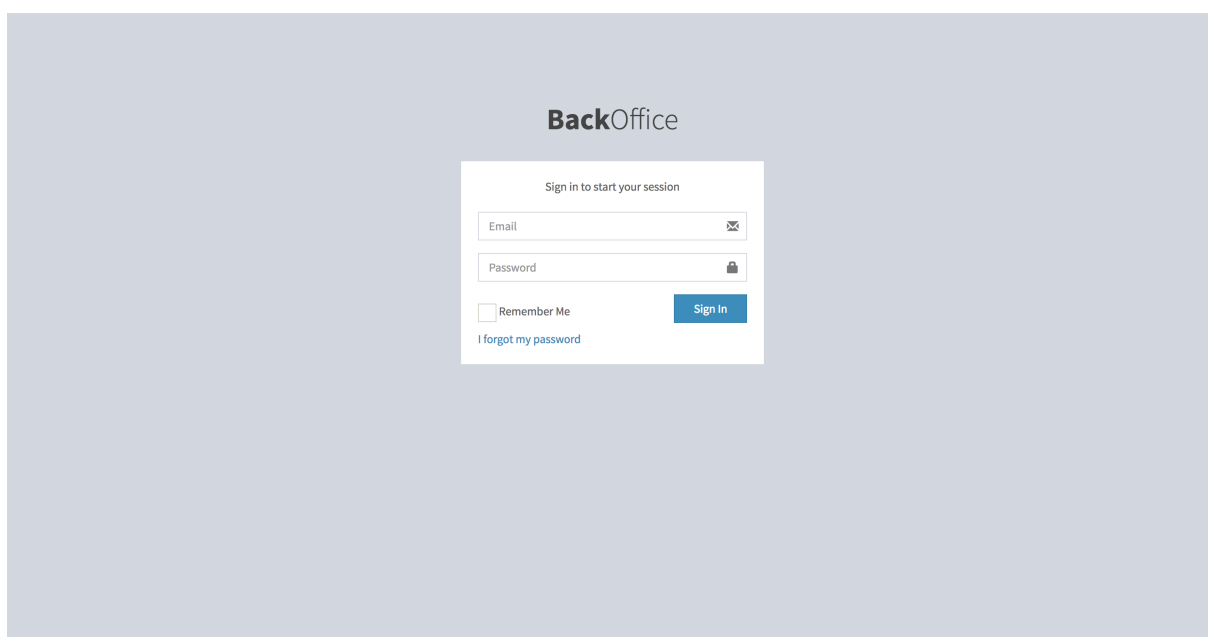 BackOffice
Sign in to start your session
Email
Password
Remember Me
Sign In
I forgot my password